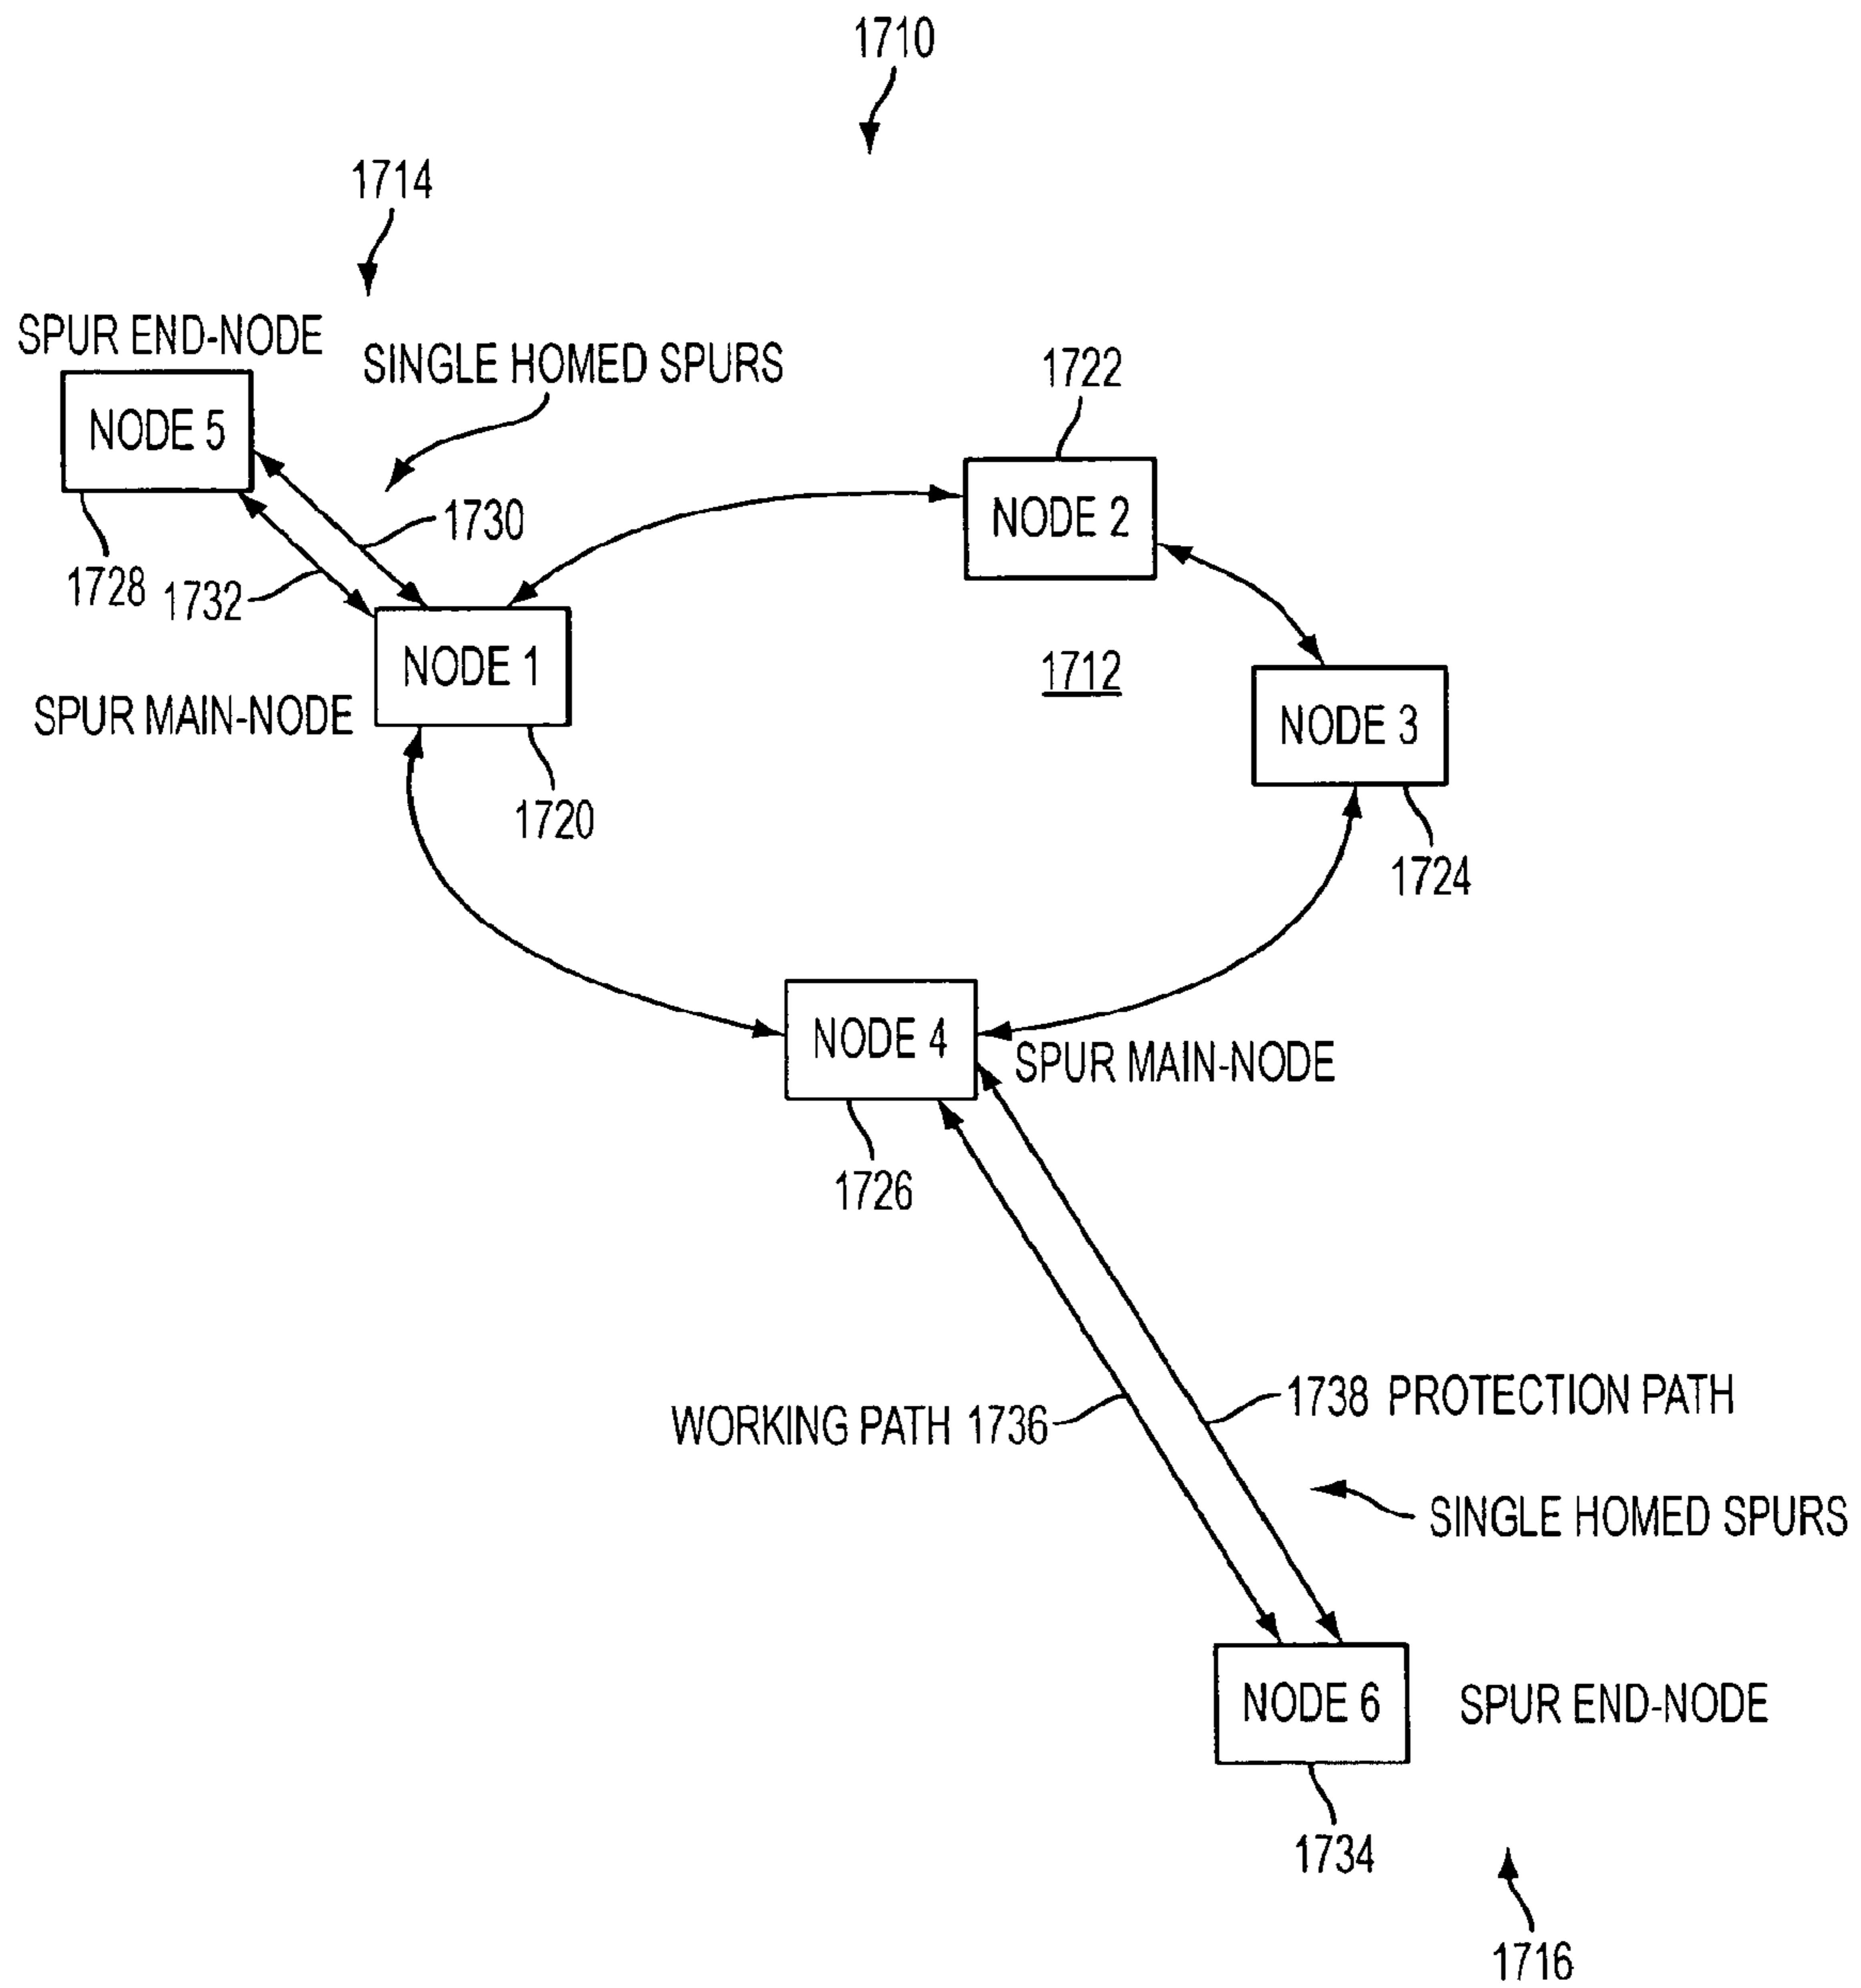 1710
1714
SPUR END-NODE
SINGLE HOMED SPURS
1722
NODE 5
NODE 2
1730
1728
1732
NODE 1
1712
SPUR MAIN-NODE
NODE 3
1720
1724
NODE 4
SPUR MAIN-NODE
1726
1738 PROTECTION PATH
WORKING PATH 1736
SINGLE HOMED SPURS
NODE 6
SPUR END-NODE
1734
1716